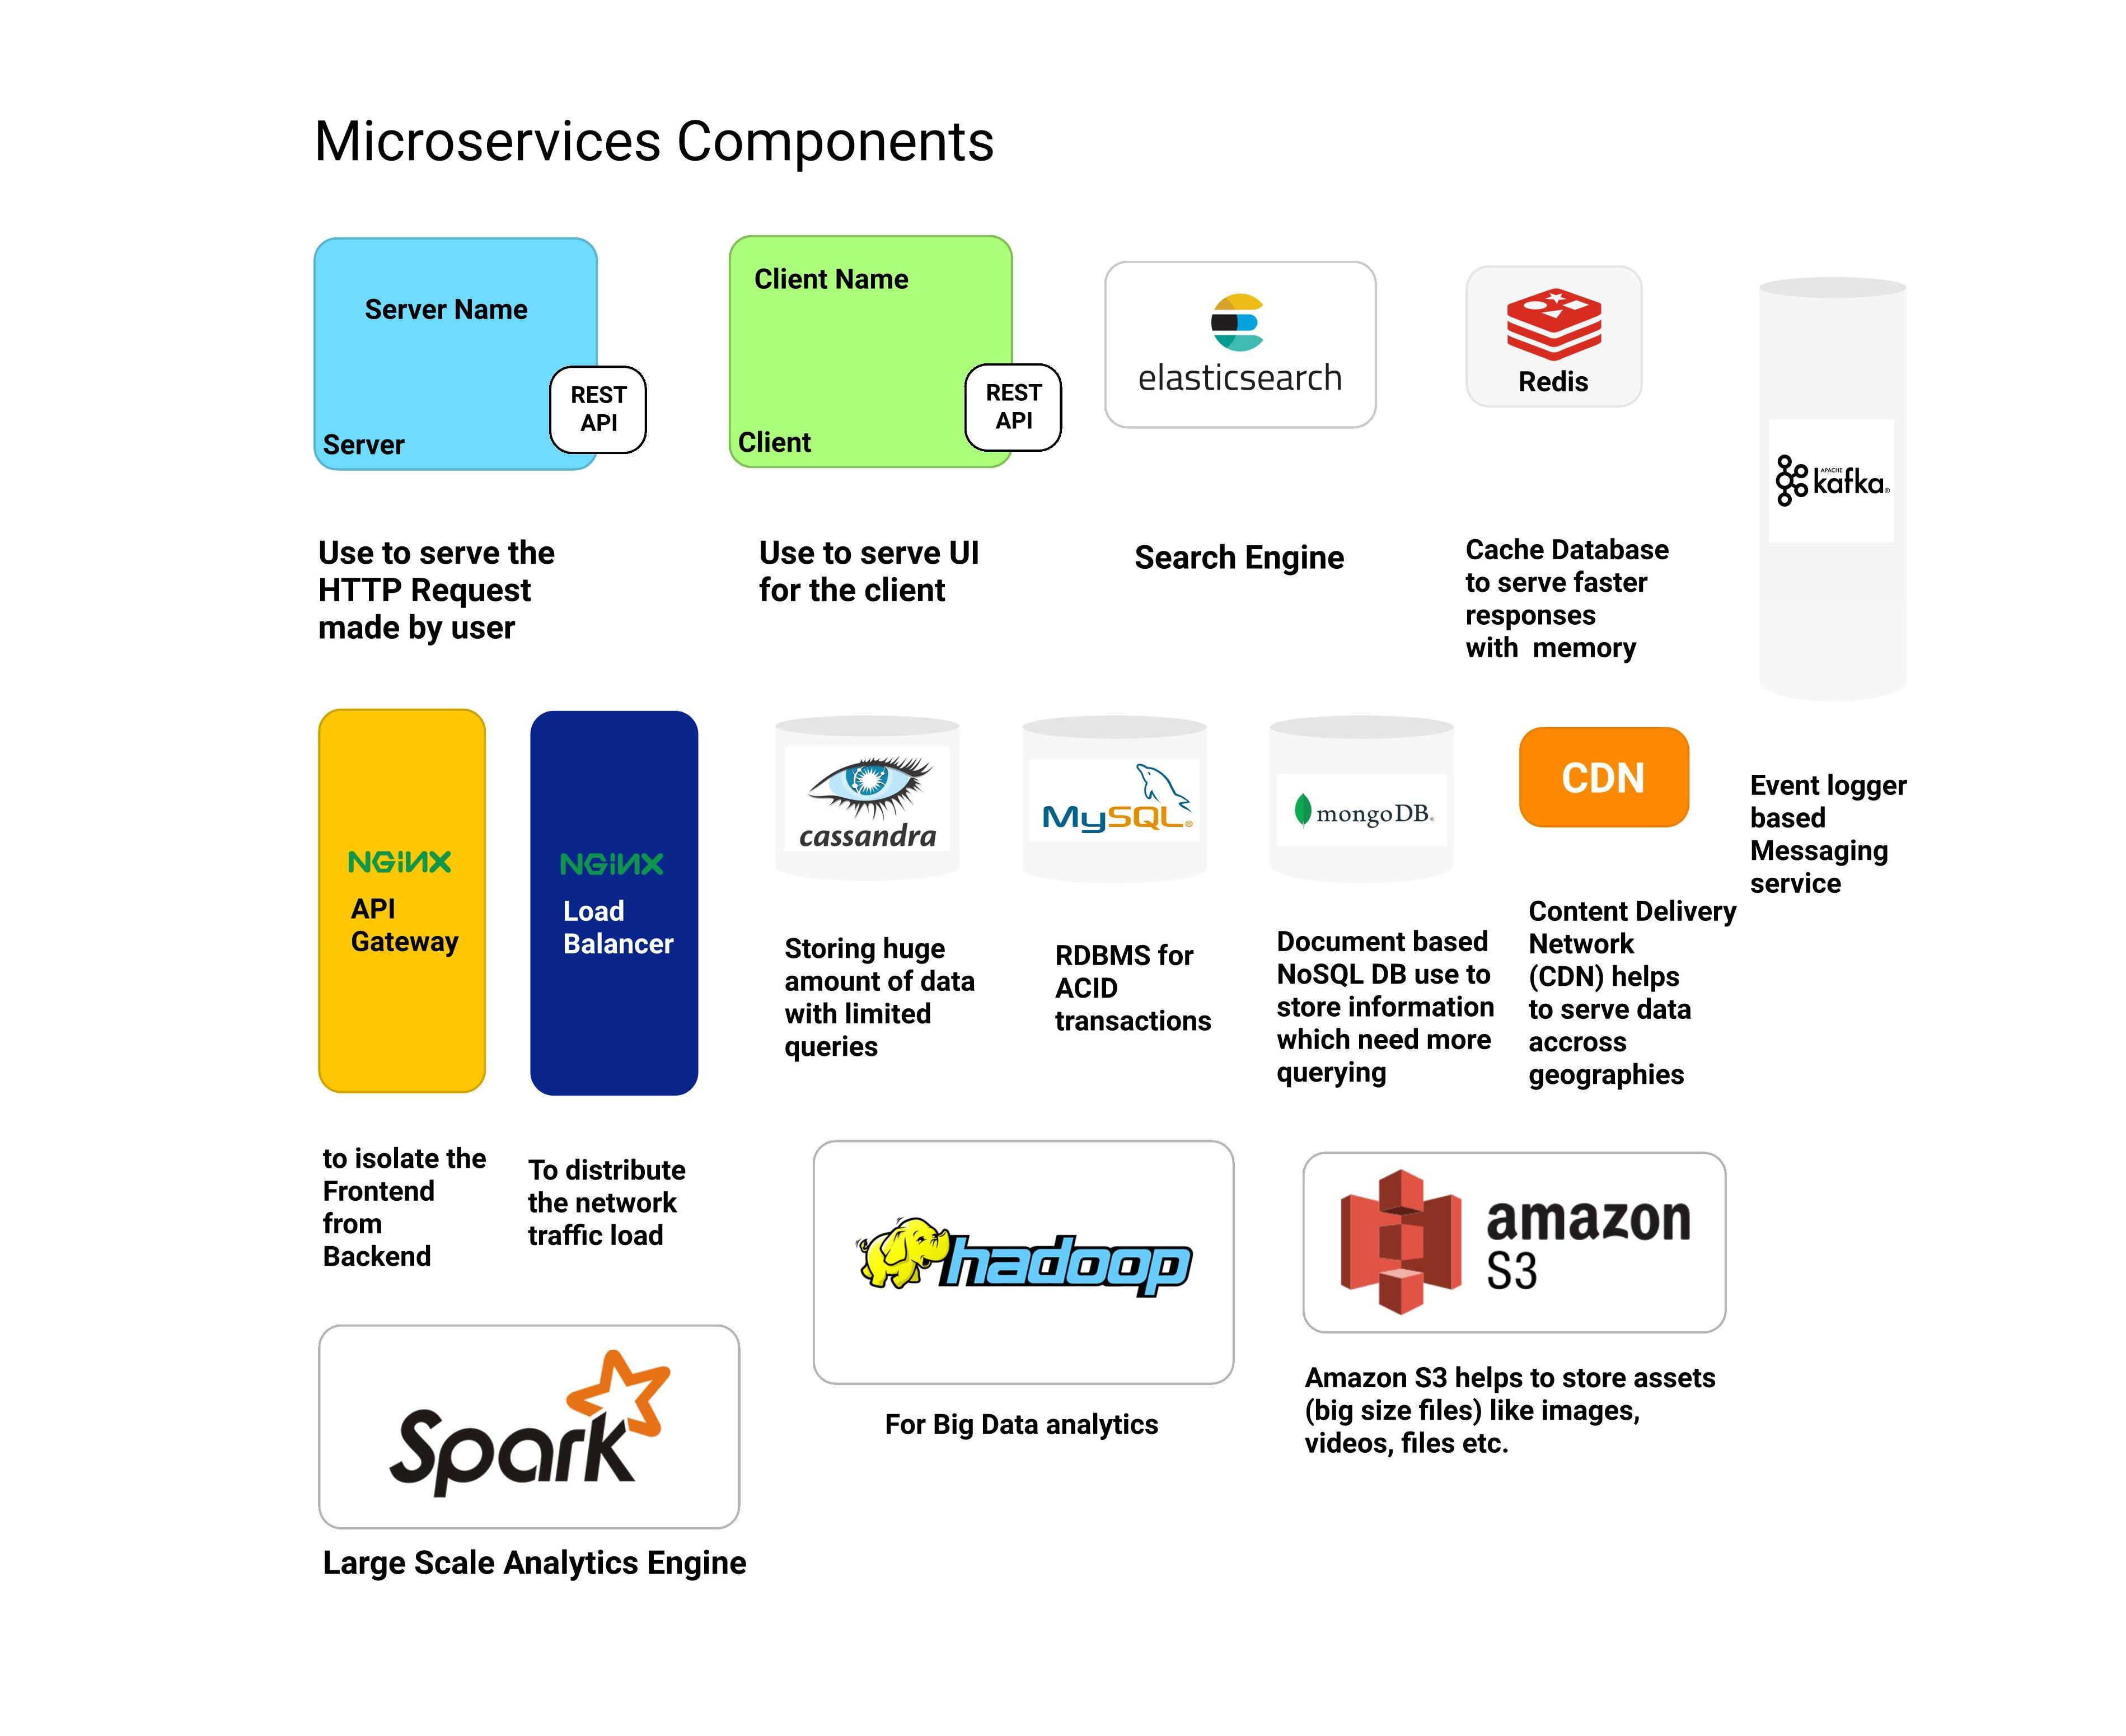 Microservices Components
Server Name
REST
API
Server
Client Name
REST
API
Client
elasticsearch
Redis
APACHE
kafka®
Use to serve the
HTTP Request
made by user
Use to serve UI
for the client
Search Engine
Cache Database
to serve faster
responses
with  memory
NGiNX
API
Gateway
NGiNX
Load
Balancer
cassandra
MySQL®
mongoDB®
CDN
Event logger
based
Messaging
service
Storing huge
amount of data
with limited
queries
RDBMS for
ACID
transactions
Document based
NoSQL DB use to
store information
which need more
querying
Content Delivery
Network
(CDN) helps
to serve data
accross
geographies
to isolate the
Frontend
from
Backend
To distribute
the network
traffic load
hadoop
amazon
S3
Spark
For Big Data analytics
Amazon S3 helps to store assets
(big size files) like images,
videos, files etc.
Large Scale Analytics Engine